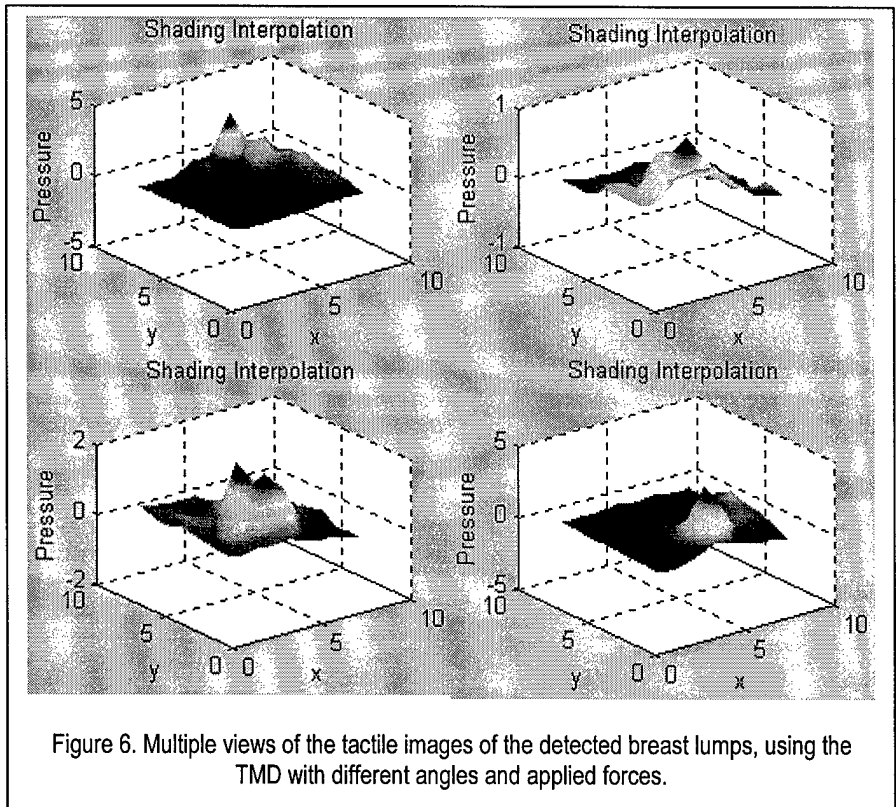 Shading Interpolation
Pressure
5
0
-5
10
5
0
y
0
5
10
x
Shading Interpolation
Pressure
1
0
-1
10
5
0
y
0
5
10
x
Shading Interpolation
Pressure
2
0
-2
10
5
0
y
0
5
10
x
Shading Interpolation
Pressure
5
0
-5
10
5
0
y
0
5
10
x
Figure 6. Multiple views of the tactile images of the detected breast lumps, using the
TMD with different angles and applied forces.